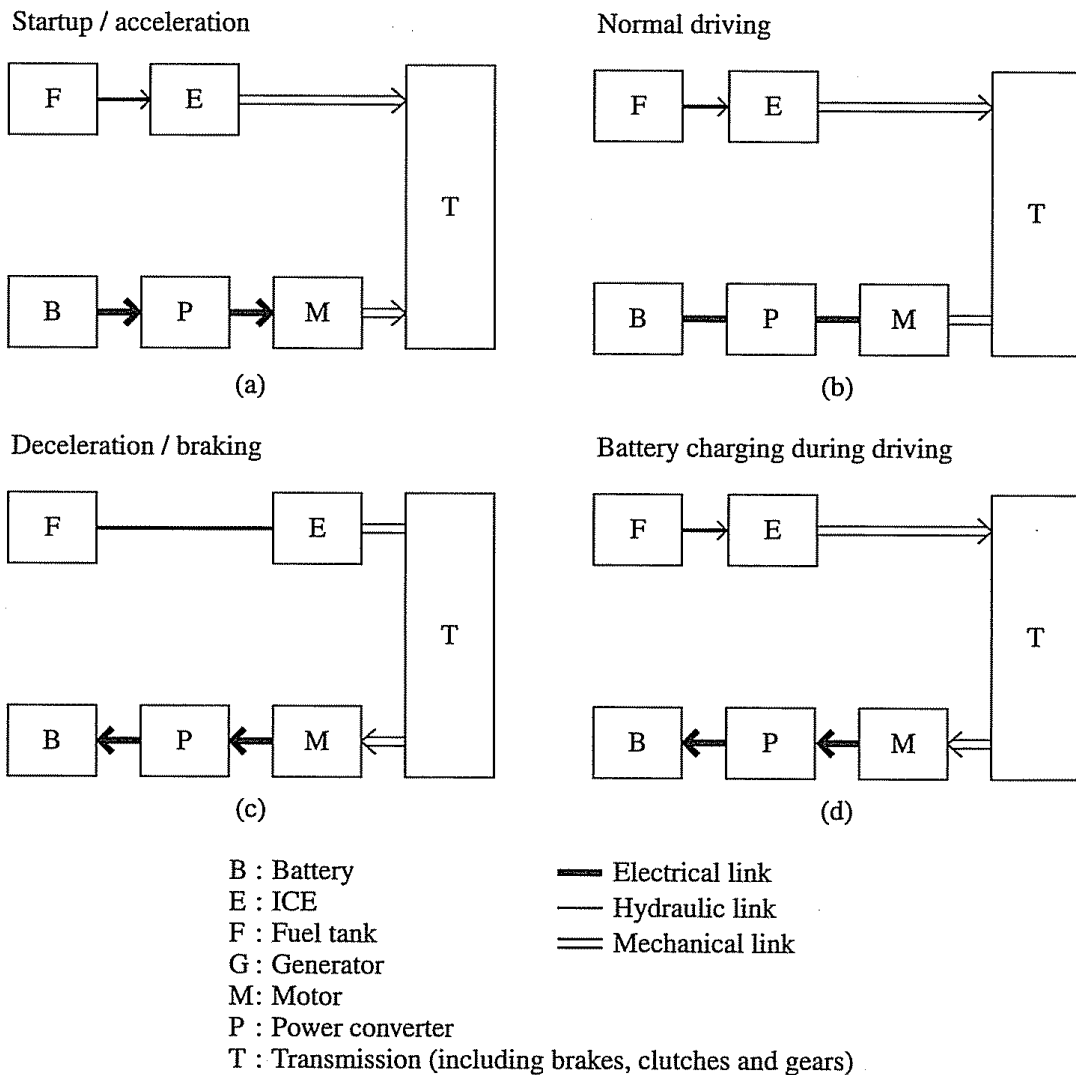 Startup / acceleration
F E T
B P M
(a)
Normal driving
F E T
B P M
(b)
Deceleration / braking
F E T
B P M
(c)
Battery charging during driving
F E T
B P M
(d)
B : Battery
E : ICE
F : Fuel tank
G : Generator
M : Motor
P : Power converter
T : Transmission (including brakes, clutches and gears)
Electrical link
Hydraulic link
Mechanical link